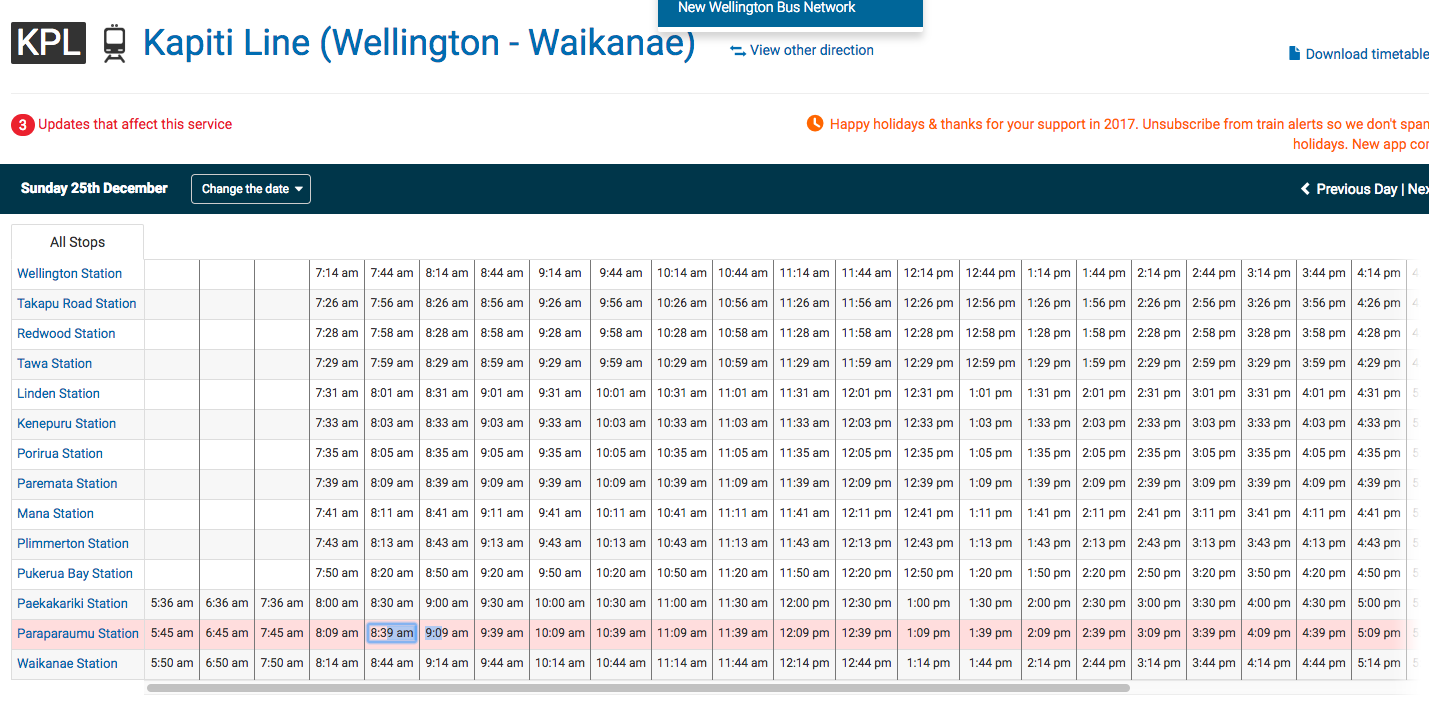 New Wellington Bus Network
KPL Kapiti Line (Wellington - Waikanae) View other direction Download timetable
3 Updates that affect this service Happy holidays & thanks for your support in 2017. Unsubscribe from train alerts so we don't
holidays. New app
Sunday 25th December Change the date Previous Day |
All Stops
Wellington Station 7:14 am 7:44 am 8:14 am 8:44 am 9:14 am 9:44 am 10:14 am 10:44 am 11:14 am 11:44 am 12:14 pm 12:44 pm 1:14 pm 1:44 pm 2:14 pm 2:44 pm 3:14 pm 3:44 pm 4:14 pm
Takapu Road Station 7:26 am 7:56 am 8:26 am 8:56 am 9:26 am 9:56 am 10:26 am 10:56 am 11:26 am 11:56 am 12:26 pm 12:56 pm 1:26 pm 1:56 pm 2:26 pm 2:56 pm 3:26 pm 3:56 pm 4:26 pm
Redwood Station 7:28 am 7:58 am 8:28 am 8:58 am 9:28 am 9:58 am 10:28 am 10:58 am 11:28 am 11:58 am 12:28 pm 12:58 pm 1:28 pm 1:58 pm 2:28 pm 2:58 pm 3:28 pm 3:58 pm 4:28 pm
Tawa Station 7:29 am 7:59 am 8:29 am 8:59 am 9:29 am 9:59 am 10:29 am 10:59 am 11:29 am 11:59 am 12:29 pm 12:59 pm 1:29 pm 1:59 pm 2:29 pm 2:59 pm 3:29 pm 3:59 pm 4:29 pm
Linden Station 7:31 am 8:01 am 8:31 am 9:01 am 9:31 am 10:01 am 10:31 am 11:01 am 11:31 am 12:01 pm 12:31 pm 1:01 pm 1:31 pm 2:01 pm 2:31 pm 3:01 pm 3:31 pm 4:01 pm 4:31 pm
Kenepuru Station 7:33 am 8:03 am 8:33 am 9:03 am 9:33 am 10:03 am 10:33 am 11:03 am 11:33 am 12:03 pm 12:33 pm 1:03 pm 1:33 pm 2:03 pm 2:33 pm 3:03 pm 3:33 pm 4:03 pm 4:33 pm
Porirua Station 7:35 am 8:05 am 8:35 am 9:05 am 9:35 am 10:05 am 10:35 am 11:05 am 11:35 am 12:05 pm 12:35 pm 1:05 pm 1:35 pm 2:05 pm 2:35 pm 3:05 pm 3:35 pm 4:05 pm 4:35 pm
Paremata Station 7:39 am 8:09 am 8:39 am 9:09 am 9:39 am 10:09 am 10:39 am 11:09 am 11:39 am 12:09 pm 12:39 pm 1:09 pm 1:39 pm 2:09 pm 2:39 pm 3:09 pm 3:39 pm 4:09 pm 4:39 pm
Mana Station 7:41 am 8:11 am 8:41 am 9:11 am 9:41 am 10:11 am 10:41 am 11:11 am 11:41 am 12:11 pm 12:41 pm 1:11 pm 1:41 pm 2:11 pm 2:41 pm 3:11 pm 3:41 pm 4:11 pm 4:41 pm
Plimmerton Station 7:43 am 8:13 am 8:43 am 9:13 am 9:43 am 10:13 am 10:43 am 11:13 am 11:43 am 12:13 pm 12:43 pm 1:13 pm 1:43 pm 2:13 pm 2:43 pm 3:13 pm 3:43 pm 4:13 pm 4:43 pm
Pukerua Bay Station 7:50 am 8:20 am 8:50 am 9:20 am 9:50 am 10:20 am 10:50 am 11:20 am 11:50 am 12:20 pm 12:50 pm 1:20 pm 1:50 pm 2:20 pm 2:50 pm 3:20 pm 3:50 pm 4:20 pm 4:50 pm
Paekakariki Station 5:36 am 6:36 am 7:36 am 8:00 am 8:30 am 9:00 am 9:30 am 10:00 am 10:30 am 11:00 am 11:30 am 12:00 pm 12:30 pm 1:00 pm 1:30 pm 2:00 pm 2:30 pm 3:00 pm 3:30 pm 4:00 pm 4:30 pm 5:00 pm
Paraparaumu Station 5:45 am 6:45 am 7:45 am 8:09 am 8:39 am 9:09 am 9:39 am 10:09 am 10:39 am 11:09 am 11:39 am 12:09 pm 12:39 pm 1:09 pm 1:39 pm 2:09 pm 2:39 pm 3:09 pm 3:39 pm 4:09 pm 4:39 pm 5:09 pm
Waikanae Station 5:50 am 6:50 am 7:50 am 8:14 am 8:44 am 9:14 am 9:44 am 10:14 am 10:44 am 11:14 am 11:44 am 12:14 pm 12:44 pm 1:14 pm 1:44 pm 2:14 pm 2:44 pm 3:14 pm 3:44 pm 4:14 pm 4:44 pm 5:14 pm